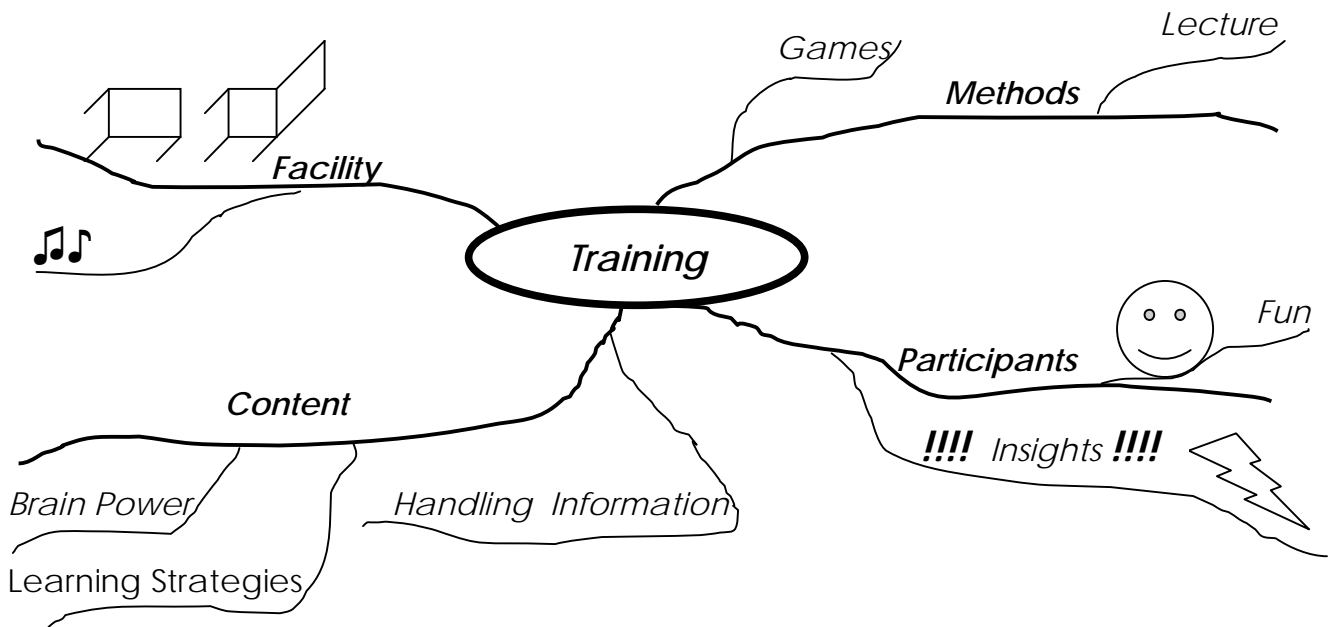 Lecture
Games
Methods
Facility
Training
Fun
Participants
Content
!!!! Insights !!!!
Brain Power
Handling Information
Learning Strategies